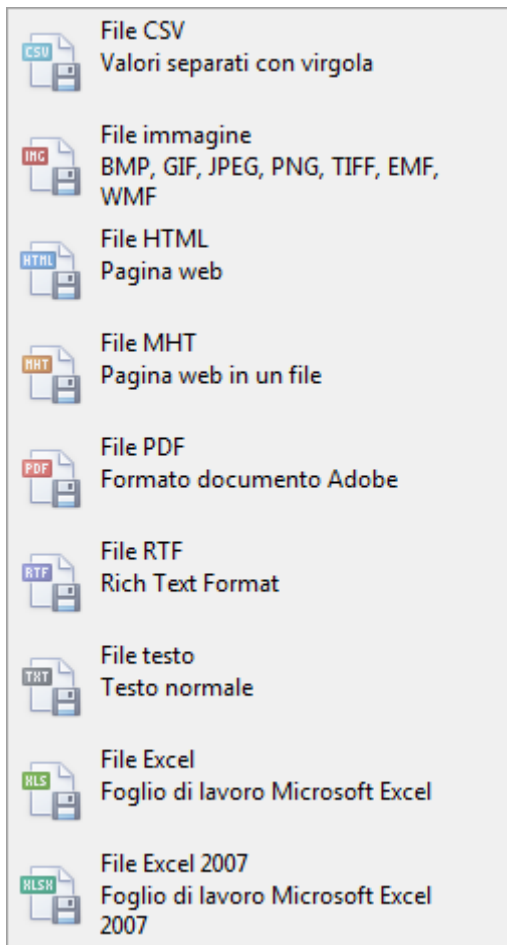 CSV
File CSV
Valori separati con virgola
IMG
File immagine
BMP, GIF, JPEG, PNG, TIFF, EMF,
WMF
HTML
File HTML
Pagina web
MHT
File MHT
Pagina web in un file
PDF
File PDF
Formato documento Adobe
RTF
File RTF
Rich Text Format
TXT
File testo
Testo normale
XLS
File Excel
Foglio di lavoro Microsoft Excel
XLSX
File Excel 2007
Foglio di lavoro Microsoft Excel
2007